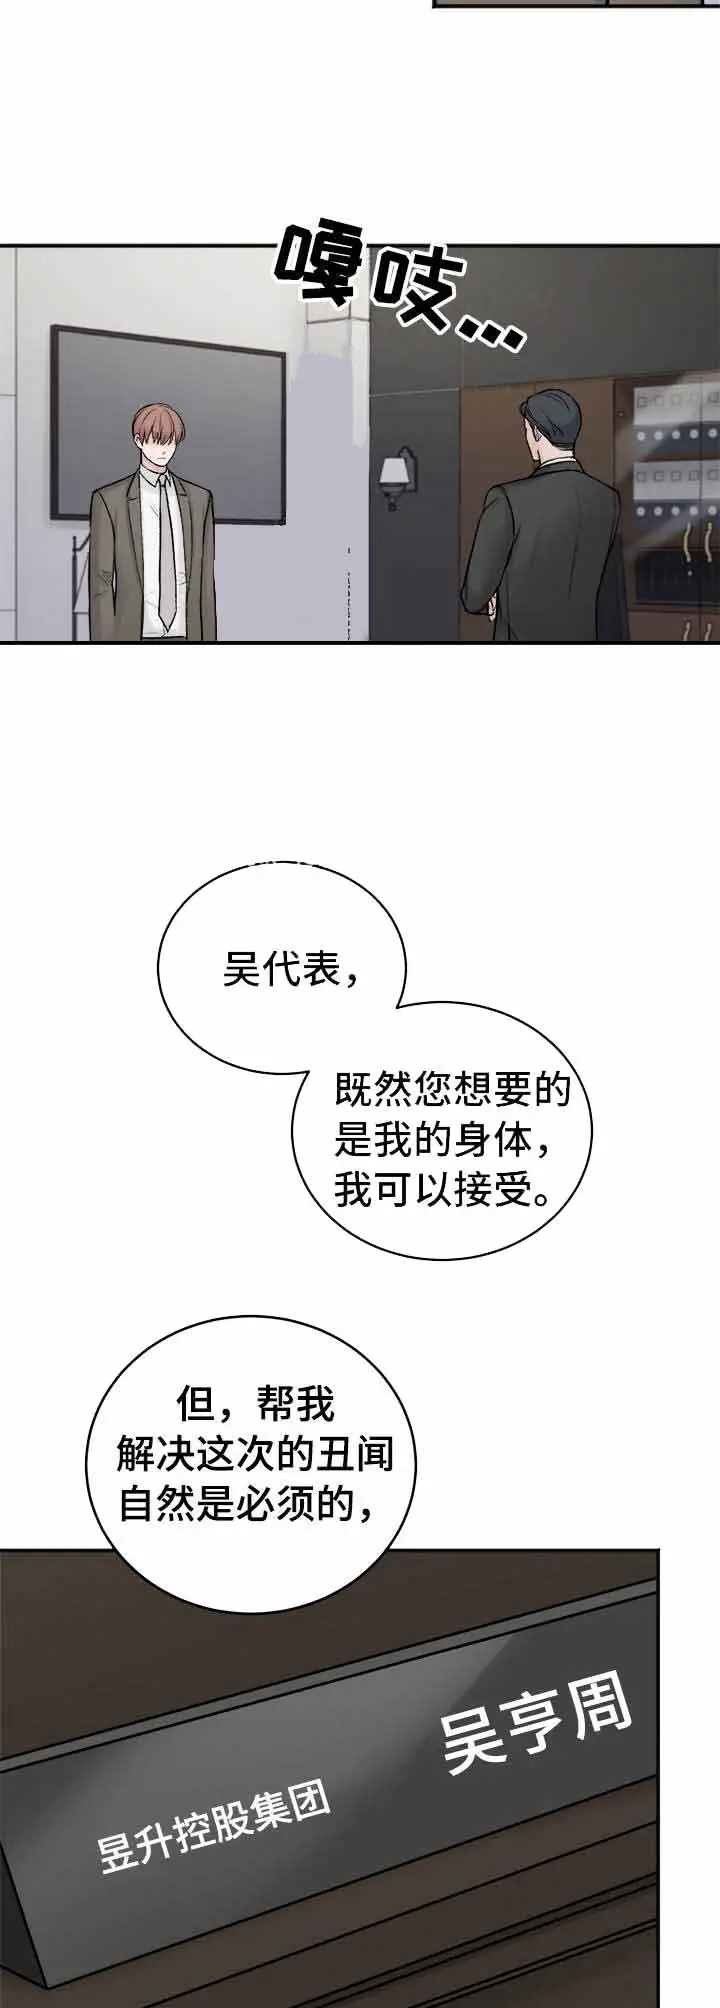 嘎吱...
吴代表，
既然您想要的
是我的身体，
我可以接受。
但，帮我
解决这次的丑闻
自然是必须的，
吴亨周
昱升控股集团